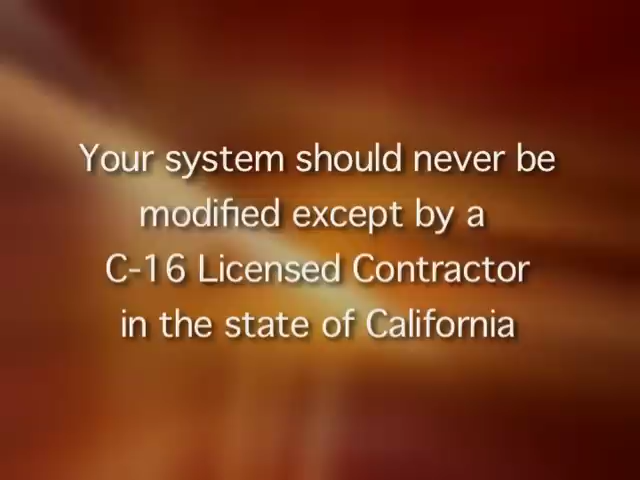 Your system should never be
modified except by a
C-16 Licensed Contractor
in the state of California